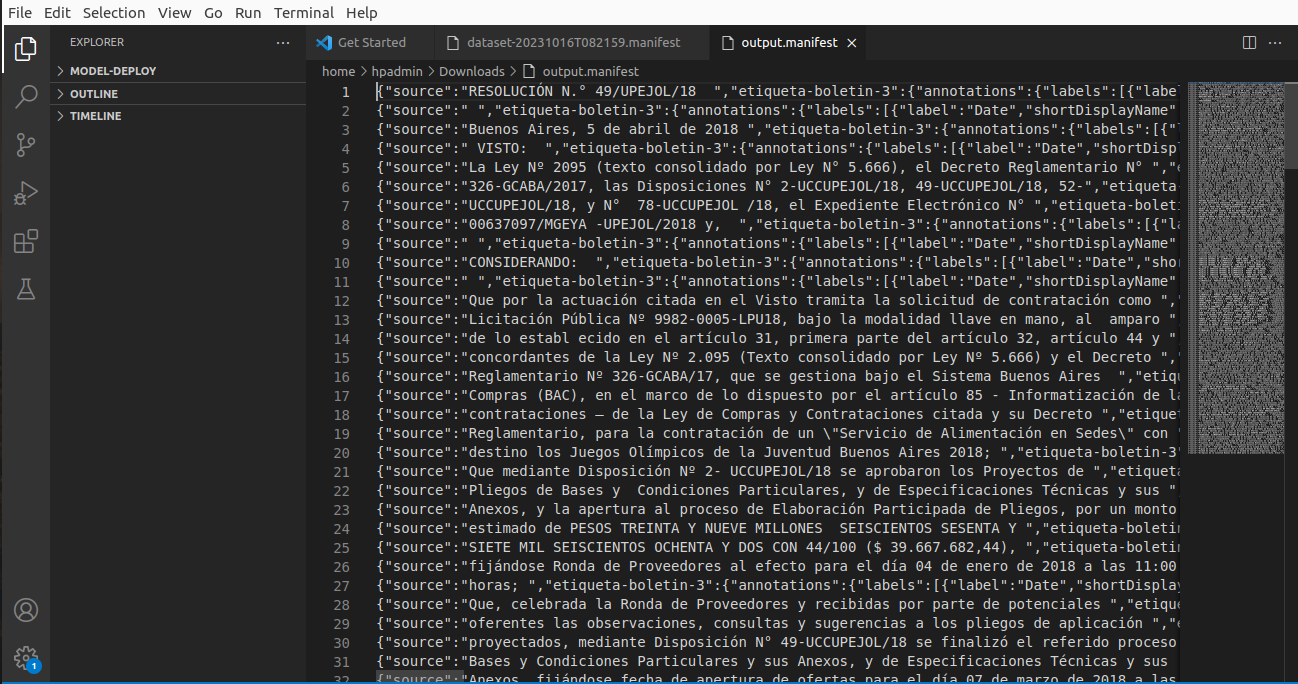 File Edit Selection View Go Run Terminal Help
EXPLORER ···
Get Started dataset-20231016T082159.manifest output.manifest ×
MODEL-DEPLOY
OUTLINE
TIMELINE
home > hpadmin > Downloads > output.manifest
1 {"source":"RESOLUCIÓN N.° 49/UPEJOL/18  ","etiqueta-boletin-3":{"annotations":{"labels":[{"label
2 {"source":" ","etiqueta-boletin-3":{"annotations":{"labels":[{"label":"Date","shortDisplayName"
3 {"source":"Buenos Aires, 5 de abril de 2018 ","etiqueta-boletin-3":{"annotations":{"labels":[{"l
4 {"source":" VISTO:  ","etiqueta-boletin-3":{"annotations":{"labels":[{"label":"Date","shortDispl
5 {"source":"La Ley Nº 2095 (texto consolidado por Ley N° 5.666), el Decreto Reglamentario N° ","e
6 {"source":"326-GCABA/2017, las Disposiciones N° 2-UCCUPEJOL/18, 49-UCCUPEJOL/18, 52-","etiqueta-
7 {"source":"UCCUPEJOL/18, y N°  78-UCCUPEJOL /18, el Expediente Electrónico N° ","etiqueta-boleti
8 {"source":"00637097/MGEYA -UPEJOL/2018 y,  ","etiqueta-boletin-3":{"annotations":{"labels":[{"la
9 {"source":" ","etiqueta-boletin-3":{"annotations":{"labels":[{"label":"Date","shortDisplayName"
10 {"source":"CONSIDERANDO:  ","etiqueta-boletin-3":{"annotations":{"labels":[{"label":"Date","shor
11 {"source":" ","etiqueta-boletin-3":{"annotations":{"labels":[{"label":"Date","shortDisplayName"
12 {"source":"Que por la actuación citada en el Visto tramita la solicitud de contratación como ","
13 {"source":"Licitación Pública Nº 9982-0005-LPU18, bajo la modalidad llave en mano, al  amparo "
14 {"source":"de lo establ ecido en el artículo 31, primera parte del artículo 32, artículo 44 y "
15 {"source":"concordantes de la Ley Nº 2.095 (Texto consolidado por Ley Nº 5.666) y el Decreto ","
16 {"source":"Reglamentario Nº 326-GCABA/17, que se gestiona bajo el Sistema Buenos Aires  ","etiqu
17 {"source":"Compras (BAC), en el marco de lo dispuesto por el artículo 85 - Informatización de la
18 {"source":"contrataciones – de la Ley de Compras y Contrataciones citada y su Decreto ","etiquet
19 {"source":"Reglamentario, para la contratación de un \"Servicio de Alimentación en Sedes\" con "
20 {"source":"destino los Juegos Olímpicos de la Juventud Buenos Aires 2018; ","etiqueta-boletin-3"
21 {"source":"Que mediante Disposición Nº 2- UCCUPEJOL/18 se aprobaron los Proyectos de ","etiqueta
22 {"source":"Pliegos de Bases y  Condiciones Particulares, y de Especificaciones Técnicas y sus "
23 {"source":"Anexos, y la apertura al proceso de Elaboración Participada de Pliegos, por un monto
24 {"source":"estimado de PESOS TREINTA Y NUEVE MILLONES  SEISCIENTOS SESENTA Y ","etiqueta-boletin
25 {"source":"SIETE MIL SEISCIENTOS OCHENTA Y DOS CON 44/100 ($ 39.667.682,44), ","etiqueta-boletin
26 {"source":"fijándose Ronda de Proveedores al efecto para el día 04 de enero de 2018 a las 11:00
27 {"source":"horas; ","etiqueta-boletin-3":{"annotations":{"labels":[{"label":"Date","shortDisplay
28 {"source":"Que, celebrada la Ronda de Proveedores y recibidas por parte de potenciales ","etique
29 {"source":"oferentes las observaciones, consultas y sugerencias a los pliegos de aplicación ","e
30 {"source":"proyectados, mediante Disposición N° 49-UCCUPEJOL/18 se finalizó el referido proceso
31 {"source":"Bases y Condiciones Particulares y sus Anexos, y de Especificaciones Técnicas y sus
32 {"source":"Anexos, fijándose fecha de apertura de ofertas para el día 07 de marzo de 2018 a las
1